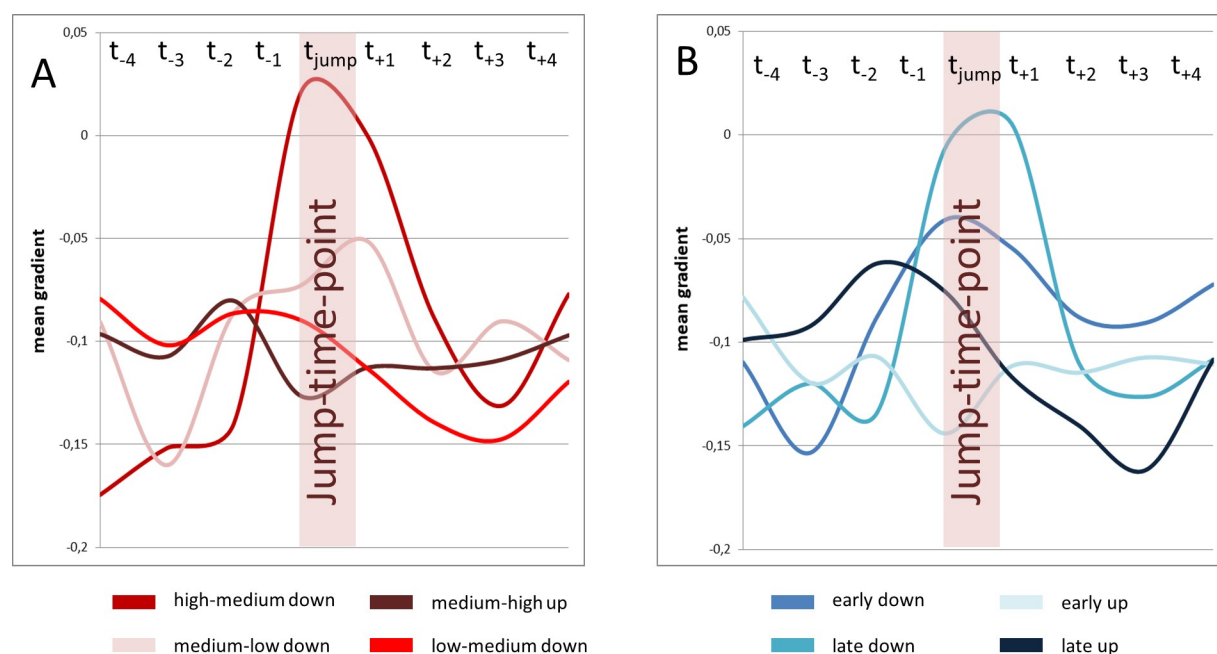 A
0,05
0
-0,05
-0,1
-0,15
-0,2
mean gradient
t-4 t-3 t-2 t-1 tjump t+1 t+2 t+3 t+4
Jump-time-point
high-medium down
medium-high up
medium-low down
low-medium down
B
0,05
0
-0,05
-0,1
-0,15
-0,2
mean gradient
t-4 t-3 t-2 t-1 tjump t+1 t+2 t+3 t+4
Jump-time-point
early down
early up
late down
late up